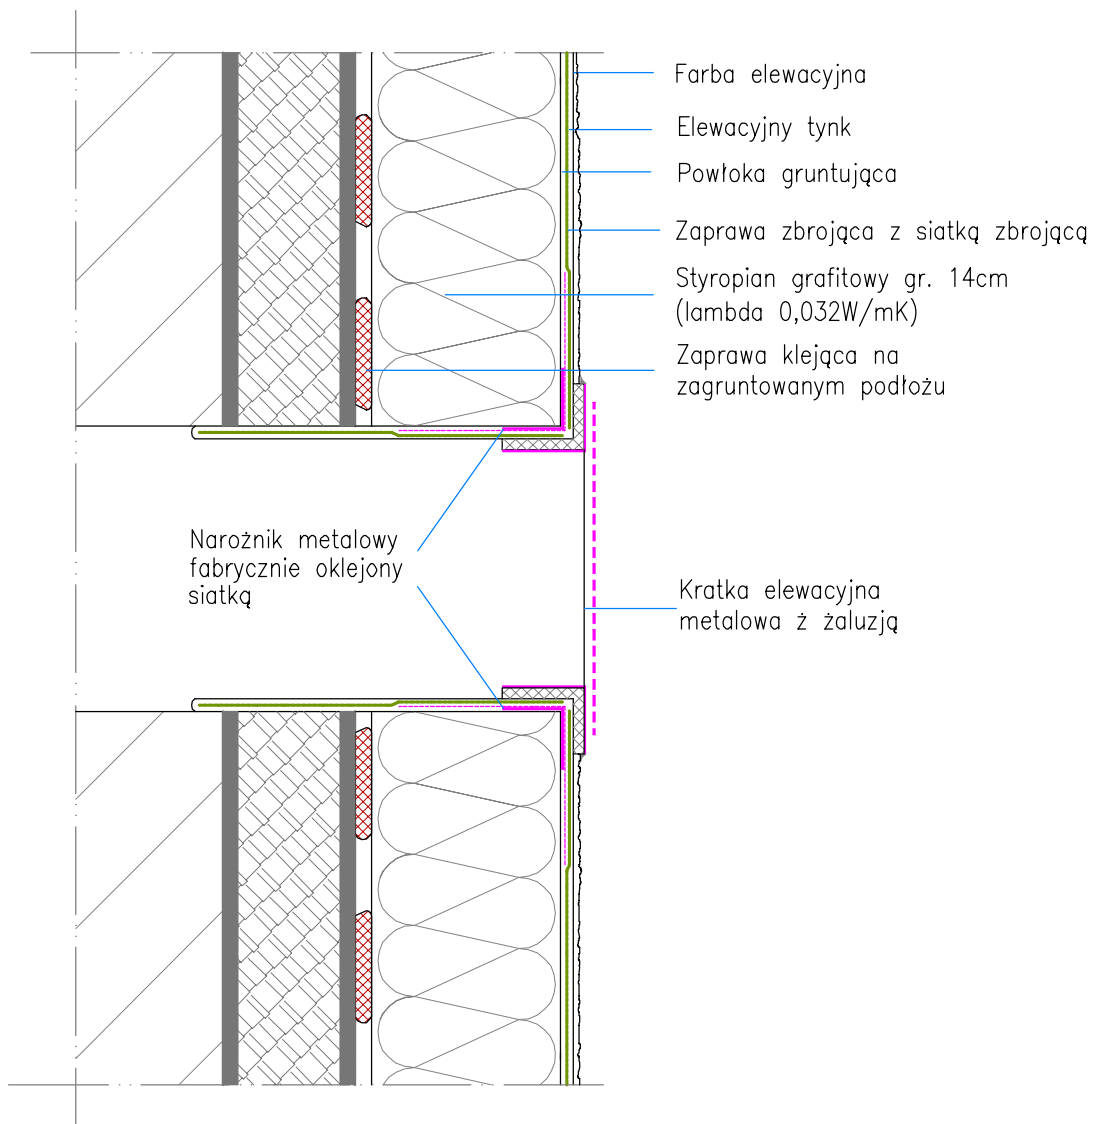 Farba elewacyjna
Elewacyjny tynk
Powłoka gruntująca
Zaprawa zbrojąca z siatką zbrojącą
Styropian grafitowy gr. 14cm
(lambda 0,032W/mK)
Zaprawa klejąca na
zagruntowanym podłożu
Narożnik metalowy
fabrycznie oklejony
siatką
Kratka elewacyjna
metalowa ż żaluzją